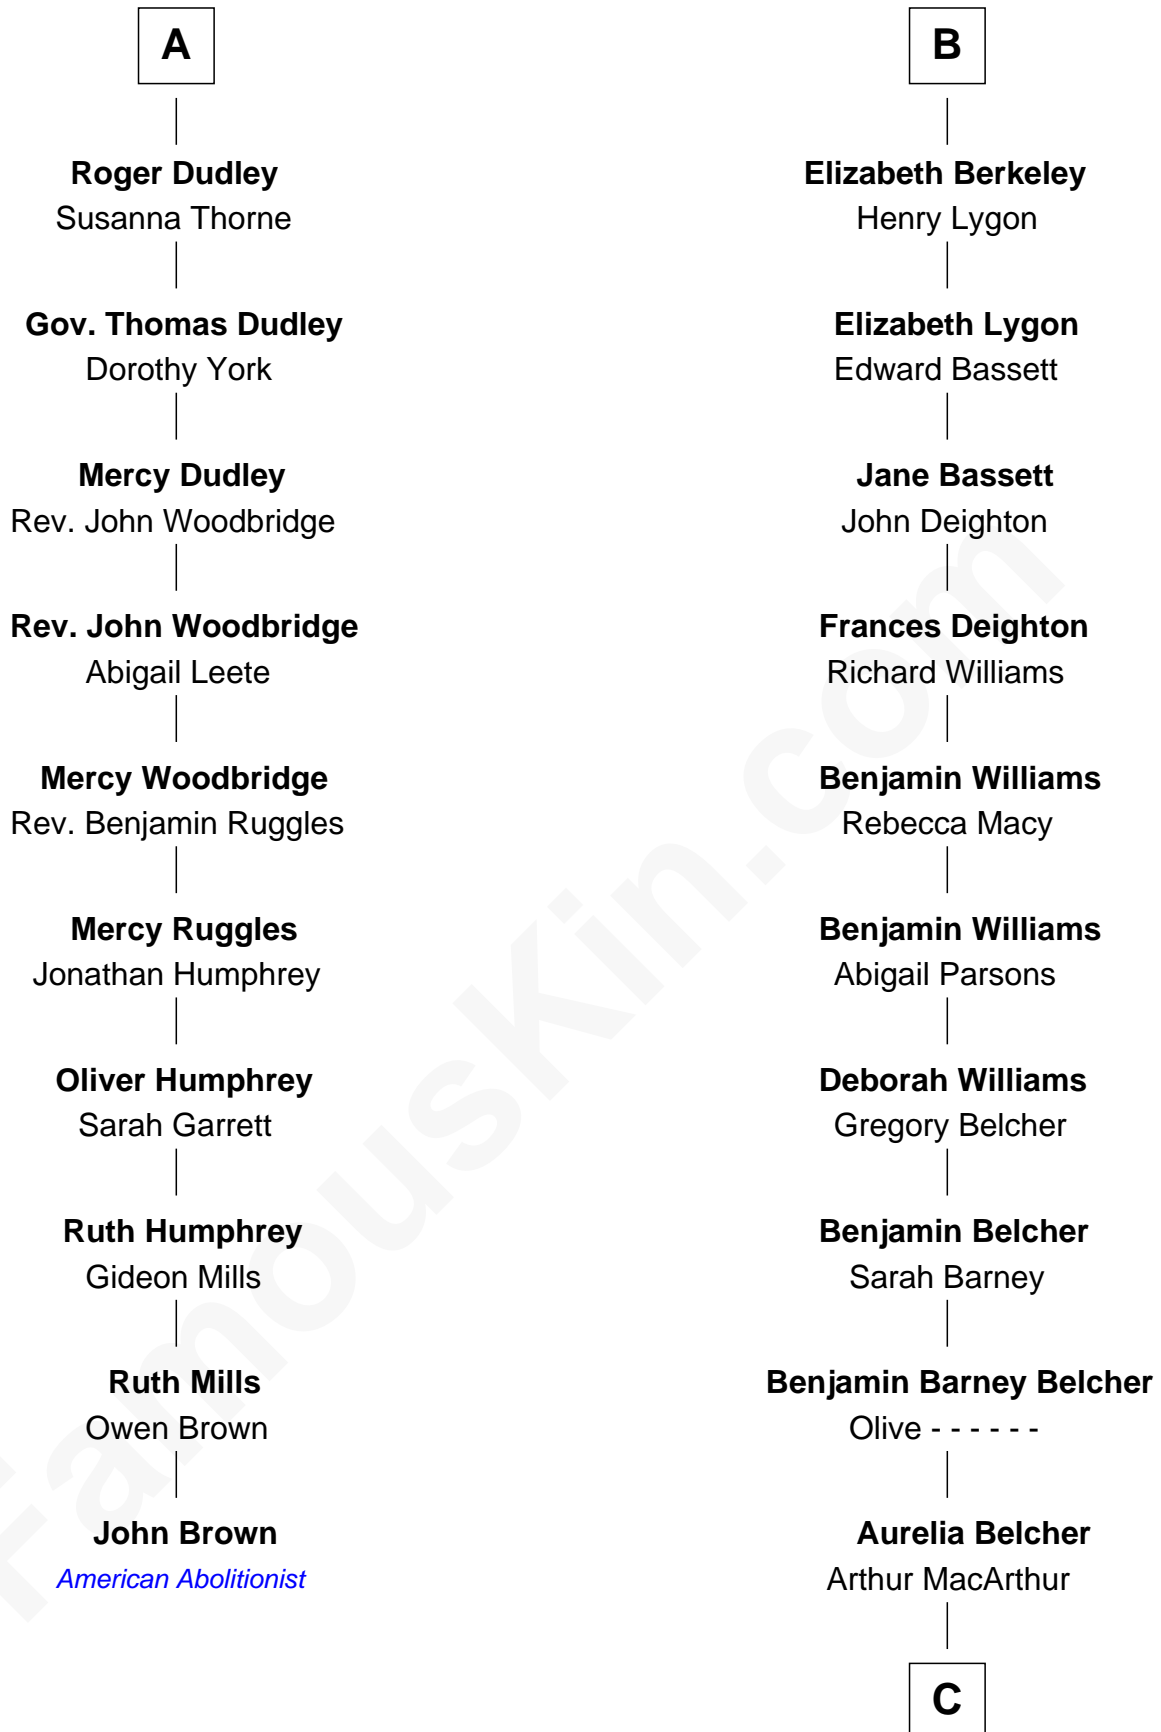 A
Roger Dudley
Susanna Thorne
Gov. Thomas Dudley
Dorothy York
Mercy Dudley
Rev. John Woodbridge
Rev. John Woodbridge
Abigail Leete
Mercy Woodbridge
Rev. Benjamin Ruggles
Mercy Ruggles
Jonathan Humphrey
Oliver Humphrey
Sarah Garrett
Ruth Humphrey
Gideon Mills
Ruth Mills
Owen Brown
John Brown
American Abolitionist
B
Elizabeth Berkeley
Henry Lygon
Elizabeth Lygon
Edward Bassett
Jane Bassett
John Deighton
Frances Deighton
Richard Williams
Benjamin Williams
Rebecca Macy
Benjamin Williams
Abigail Parsons
Deborah Williams
Gregory Belcher
Benjamin Belcher
Sarah Barney
Benjamin Barney Belcher
Olive - - - - - -
Aurelia Belcher
Arthur MacArthur
C
FamousKin.com